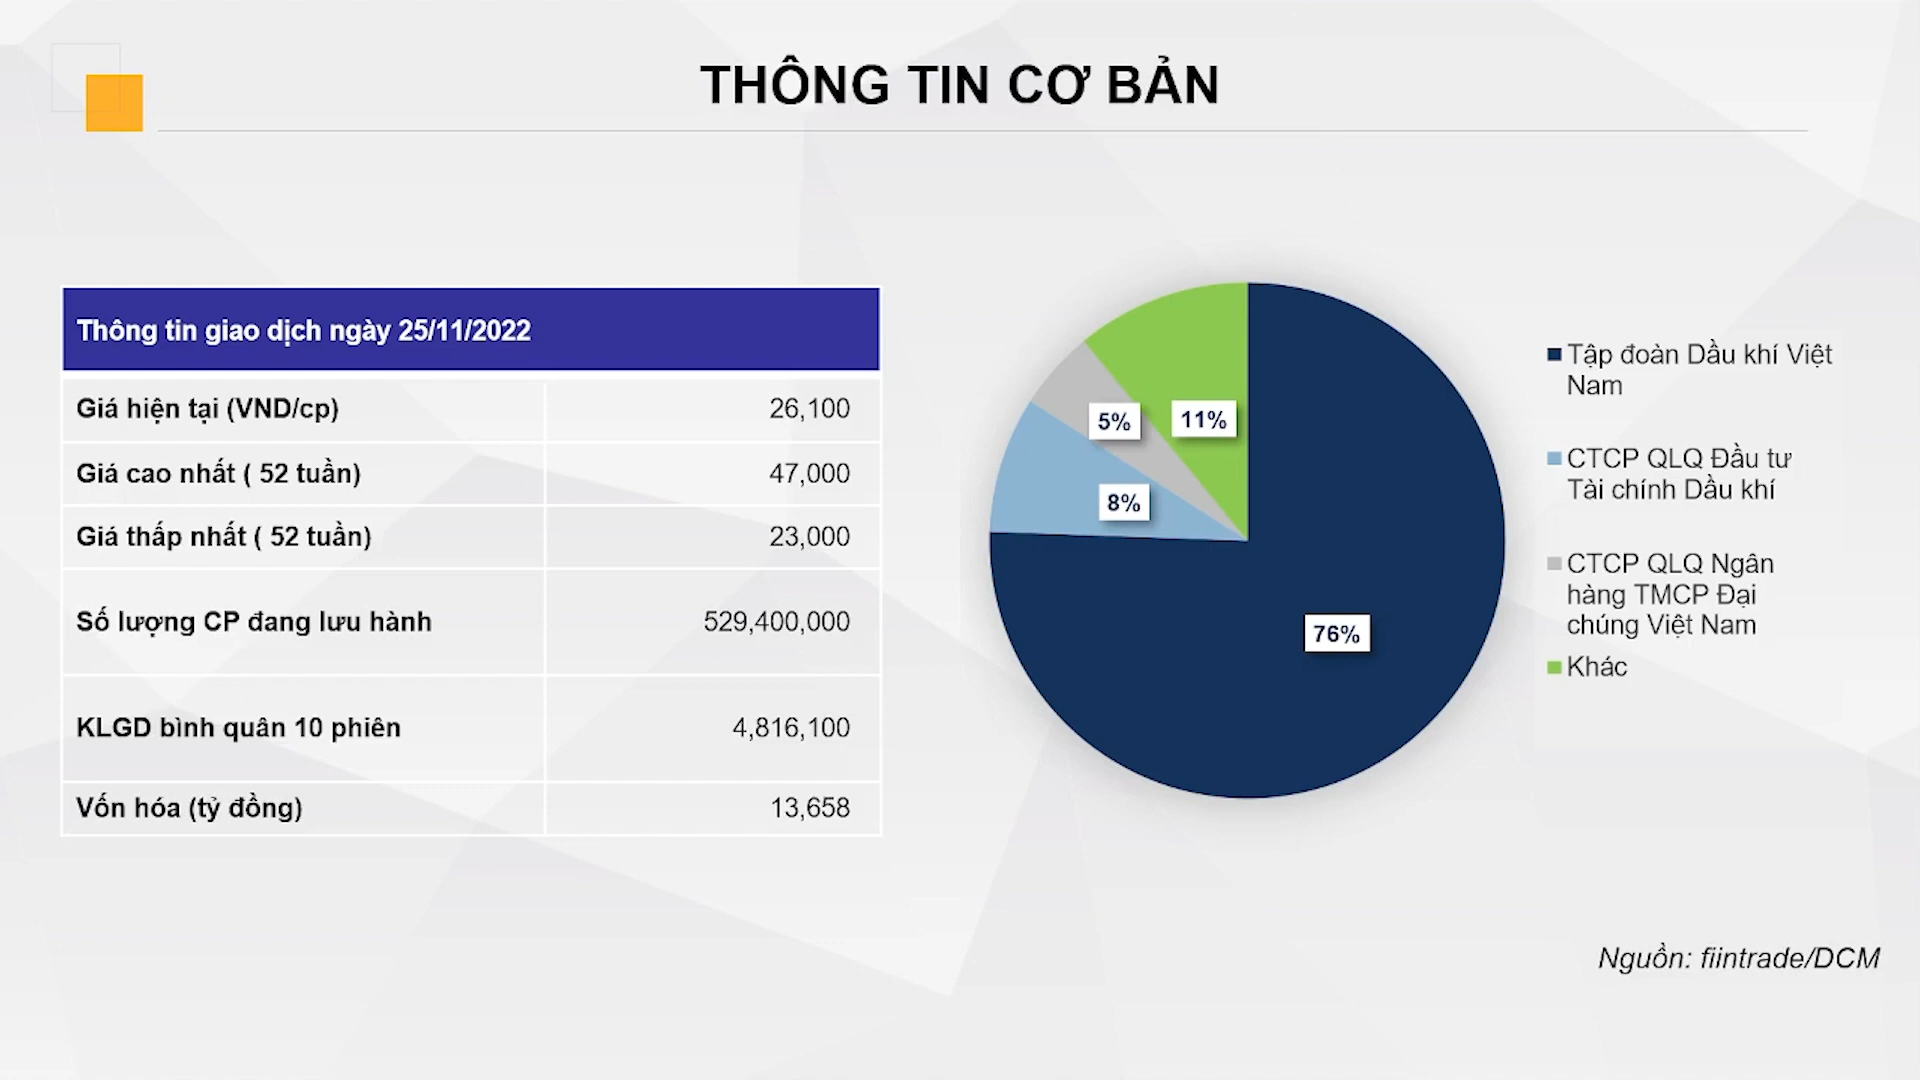 THÔNG TIN CƠ BẢN
Thông tin giao dịch ngày 25/11/2022
Giá hiện tại (VND/cp) 26,100
Giá cao nhất ( 52 tuần) 47,000
Giá thấp nhất ( 52 tuần) 23,000
Số lượng CP đang lưu hành 529,400,000
KLGD bình quân 10 phiên 4,816,100
Vốn hóa (tỷ đồng) 13,658
5%
11%
8%
76%
Tập đoàn Dầu khí Việt
Nam
CTCP QLQ Đầu tư
Tài chính Dầu khí
CTCP QLQ Ngân
hàng TMCP Đại
chúng Việt Nam
Khác
Nguồn: fiintrade/DCM